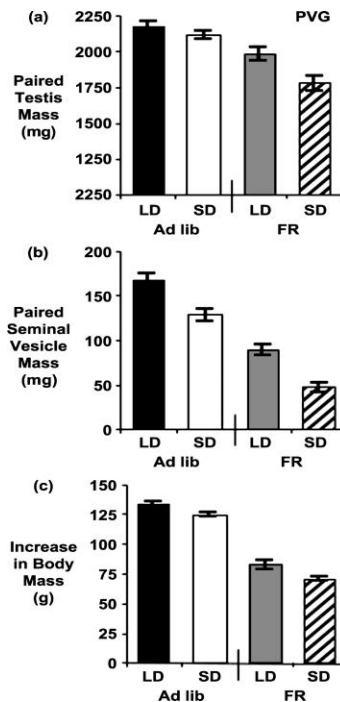 (a)
PVG
Paired
Testis
Mass
(mg)
2250
2000
1750
1500
1250
2250
LD
SD
LD
SD
Ad lib
FR
(b)
Paired
Seminal
Vesicle
Mass
(mg)
200
150
100
50
0
LD
SD
LD
SD
Ad lib
FR
(c)
Increase
in Body
Mass
(g)
150
125
100
75
50
25
0
LD
SD
LD
SD
Ad lib
FR